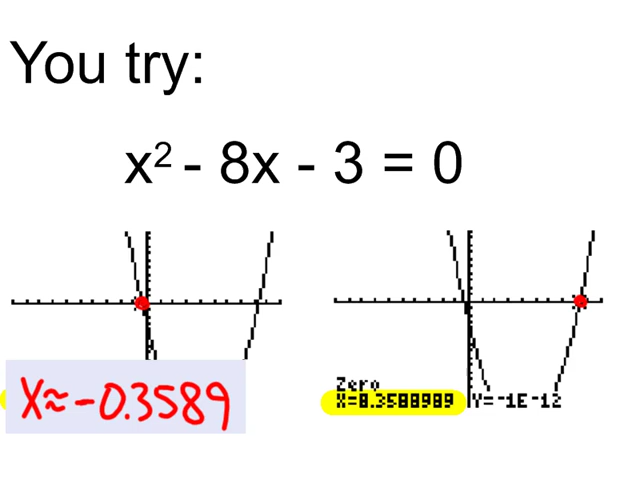 You try:
x² - 8x - 3 = 0
X≈-0.3589
Zero
X=8.3588989 Y=-1E-12